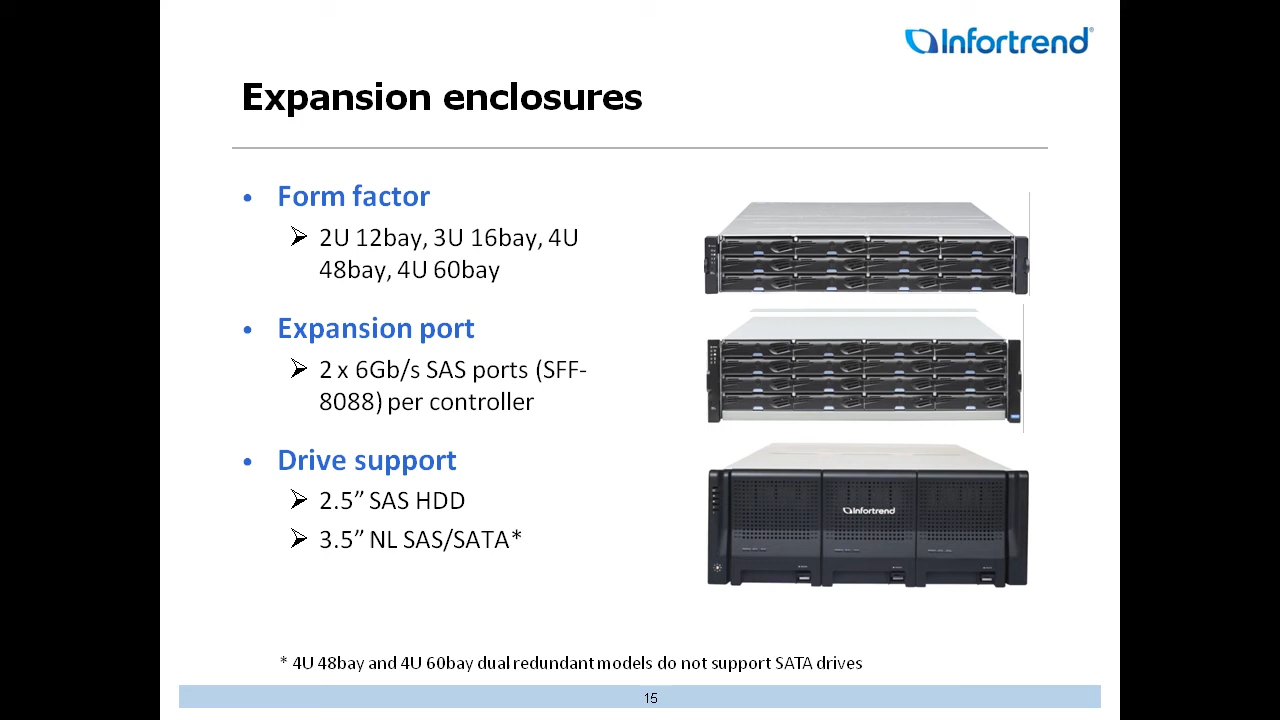 Infortrend®
Expansion enclosures
• Form factor
➢ 2U 12bay, 3U 16bay, 4U
48bay, 4U 60bay
• Expansion port
➢ 2 x 6Gb/s SAS ports (SFF-
8088) per controller
• Drive support
➢ 2.5” SAS HDD
➢ 3.5” NL SAS/SATA*
Infortrend
* 4U 48bay and 4U 60bay dual redundant models do not support SATA drives
15